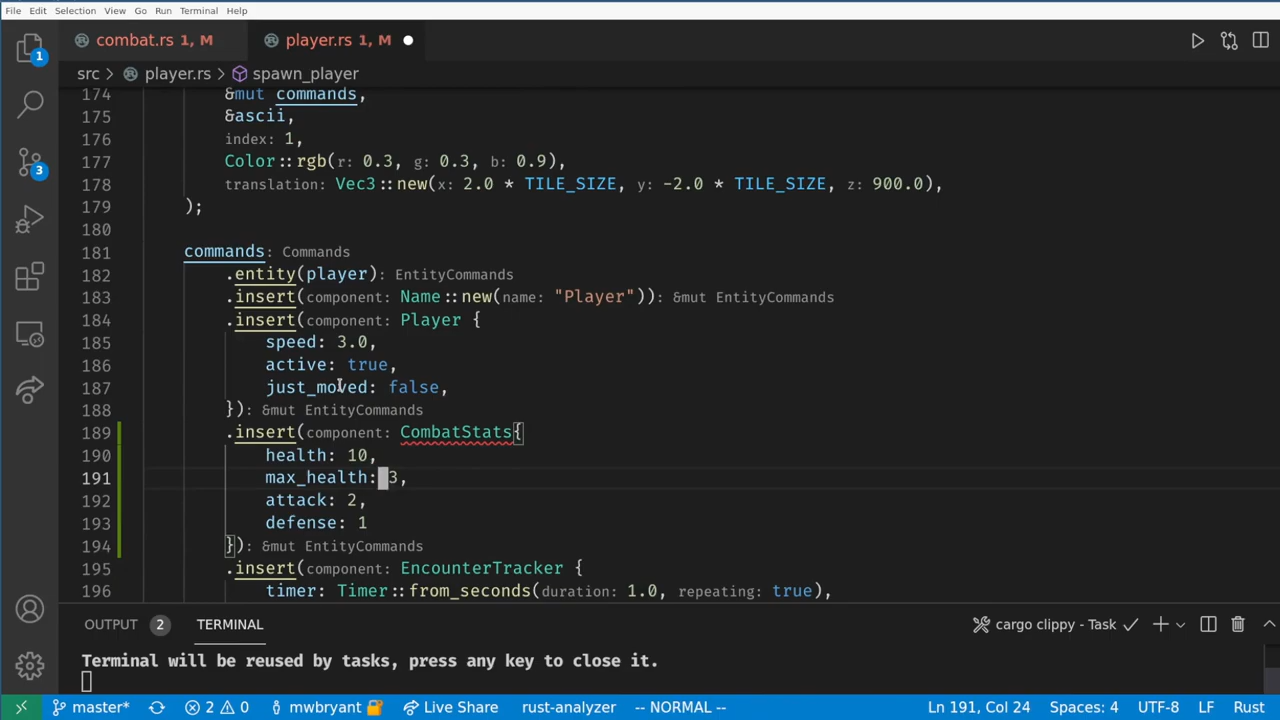 File Edit Selection View Go Run Terminal Help
combat.rs 1, M player.rs 1, M
src > player.rs > spawn_player
174 &mut commands,
175 &ascii,
176 index: 1,
177 Color::rgb(r: 0.3, g: 0.3, b: 0.9),
178 translation: Vec3::new(x: 2.0 * TILE_SIZE, y: -2.0 * TILE_SIZE, z: 900.0),
179 );
180
181 commands: Commands
182 .entity(player): EntityCommands
183 .insert(component: Name::new(name: "Player")): &mut EntityCommands
184 .insert(component: Player {
185 speed: 3.0,
186 active: true,
187 just_moved: false,
188 }): &mut EntityCommands
189 .insert(component: CombatStats{
190 health: 10,
191 max_health: 3,
192 attack: 2,
193 defense: 1
194 }): &mut EntityCommands
195 .insert(component: EncounterTracker {
196 timer: Timer::from_seconds(duration: 1.0, repeating: true),
1
3
OUTPUT 2 TERMINAL cargo clippy - Task
Terminal will be reused by tasks, press any key to close it.
master* 2 0 mwbryant Live Share rust-analyzer -- NORMAL -- Ln 191, Col 24 Spaces: 4 UTF-8 LF Rust